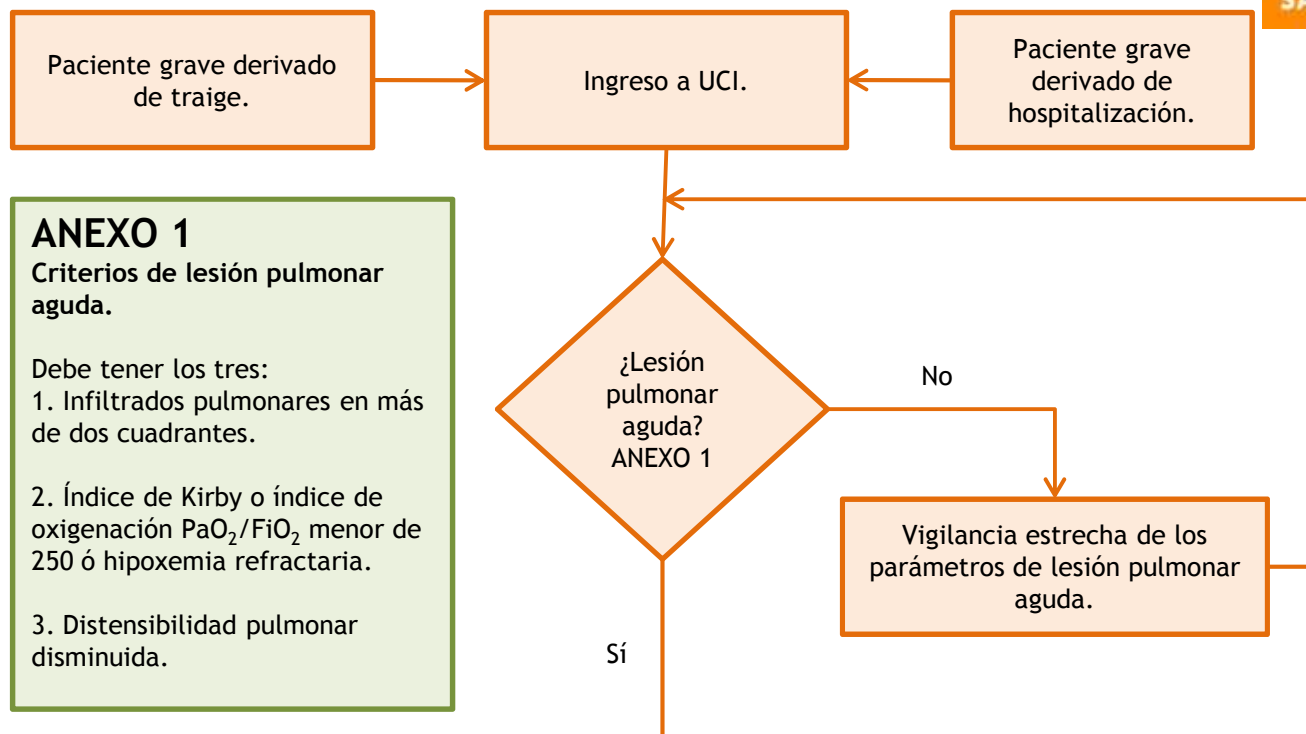 Paciente grave derivado
de traige.
Ingreso a UCI.
Paciente grave
derivado de
hospitalización.
ANEXO 1
Criterios de lesión pulmonar
aguda.
Debe tener los tres:
1. Infiltrados pulmonares en más
de dos cuadrantes.
2. Índice de Kirby o índice de
oxigenación PaO₂/FiO₂ menor de
250 ó hipoxemia refractaria.
3. Distensibilidad pulmonar
disminuida.
¿Lesión
pulmonar
aguda?
ANEXO 1
No
Vigilancia estrecha de los
parámetros de lesión pulmonar
aguda.
Sí